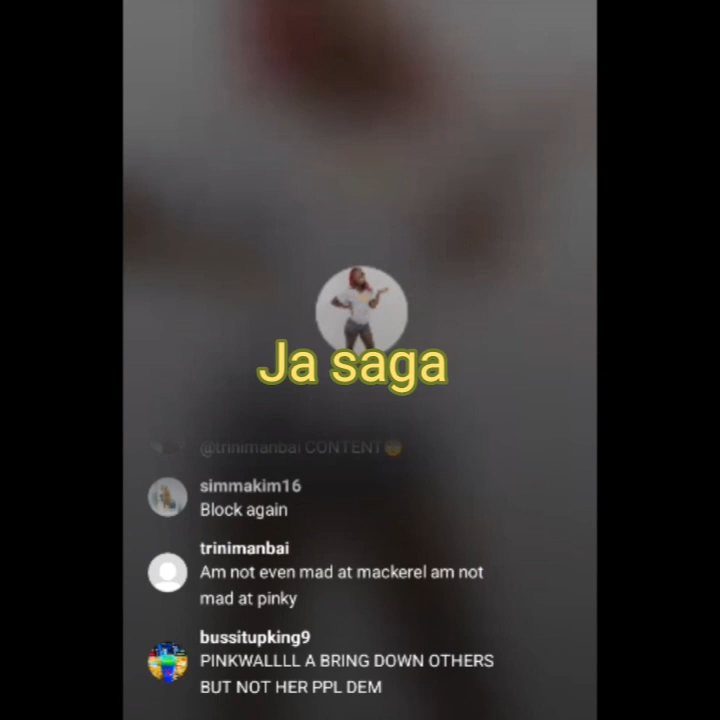 Ja saga
@trinimanbai CONTENT
simmakim16
Block again
trinimanbai
Am not even mad at mackerel am not
mad at pinky
bussitupking9
PINKWALLLL A BRING DOWN OTHERS
BUT NOT HER PPL DEM